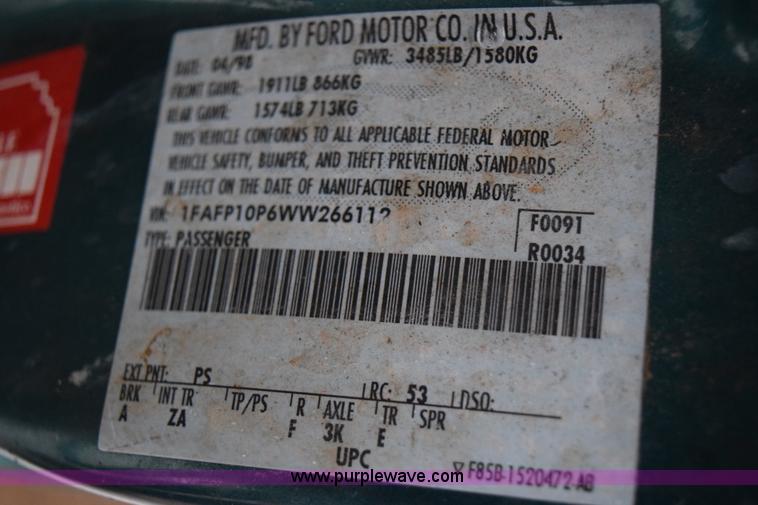 MFD. BY FORD MOTOR CO. IN U.S.A.
DATE: 04/98 GVWR: 3485LB/1580KG
FRONT GAWR: 1911LB 866KG
REAR GAWR: 1574LB 713KG
THIS VEHICLE CONFORMS TO ALL APPLICABLE FEDERAL MOTOR
VEHICLE SAFETY, BUMPER, AND THEFT PREVENTION STANDARDS
IN EFFECT ON THE DATE OF MANUFACTURE SHOWN ABOVE.
VIN: 1FAFP10P6WW266112 F0091
TYPE: PASSENGER R0034
EXT PNT: PS RC: 53 DSO:
BRK INT TR TP/PS R AXLE TR SPR
A ZA F 3K E
UPC
F85B-1520472-AB
www.purplewave.com